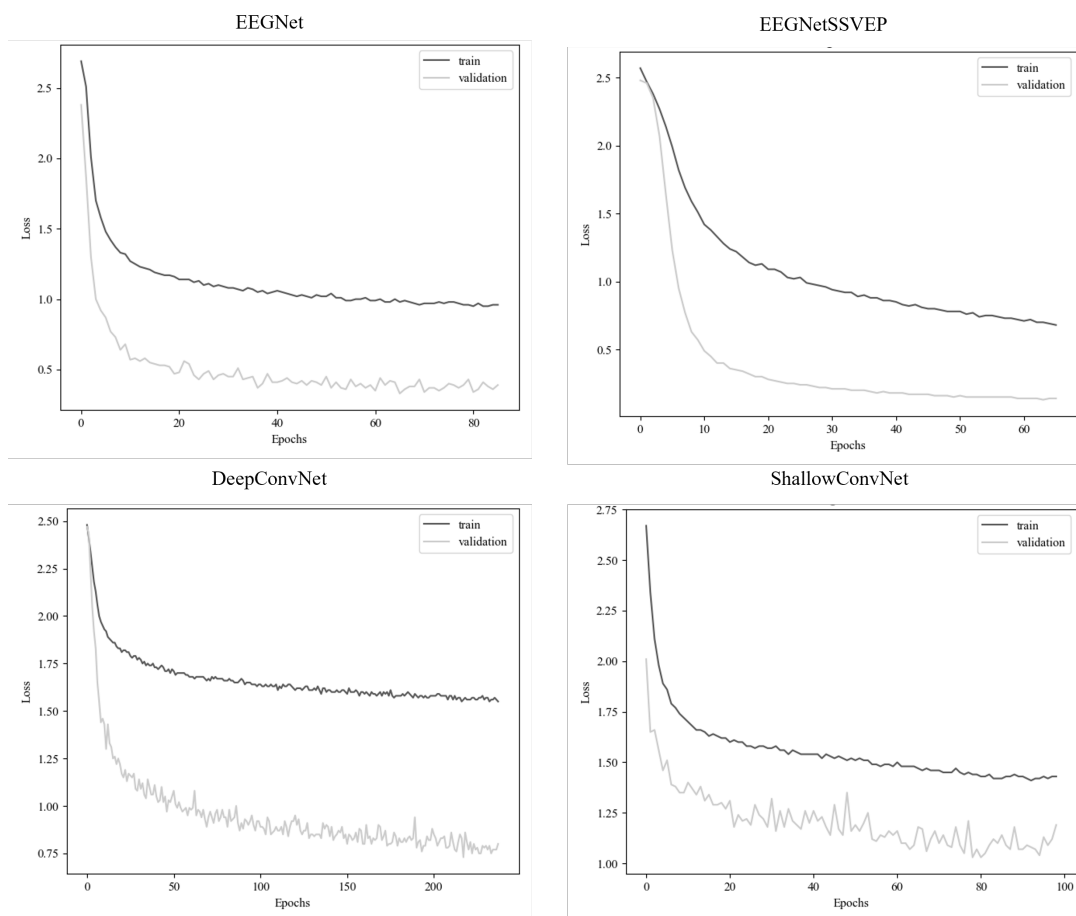 EEGNet
train
validation
2.5
2.0
1.5
1.0
0.5
Loss
0
20
40
60
80
Epochs
EEGNetSSVEP
train
validation
2.5
2.0
1.5
1.0
0.5
Loss
0
10
20
30
40
50
60
Epochs
DeepConvNet
train
validation
2.50
2.25
2.00
1.75
1.50
1.25
1.00
0.75
Loss
0
50
100
150
200
Epochs
ShallowConvNet
train
validation
2.75
2.50
2.25
2.00
1.75
1.50
1.25
1.00
Loss
0
20
40
60
80
100
Epochs